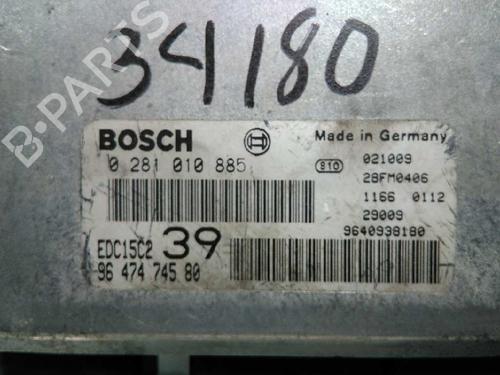 34180
B-PARTS
BOSCH
Made in Germany
0 281 010 885
810
021009
28FM0406
1166 0112
29009
9640938180
EDC15C2 39
96 474 745 80